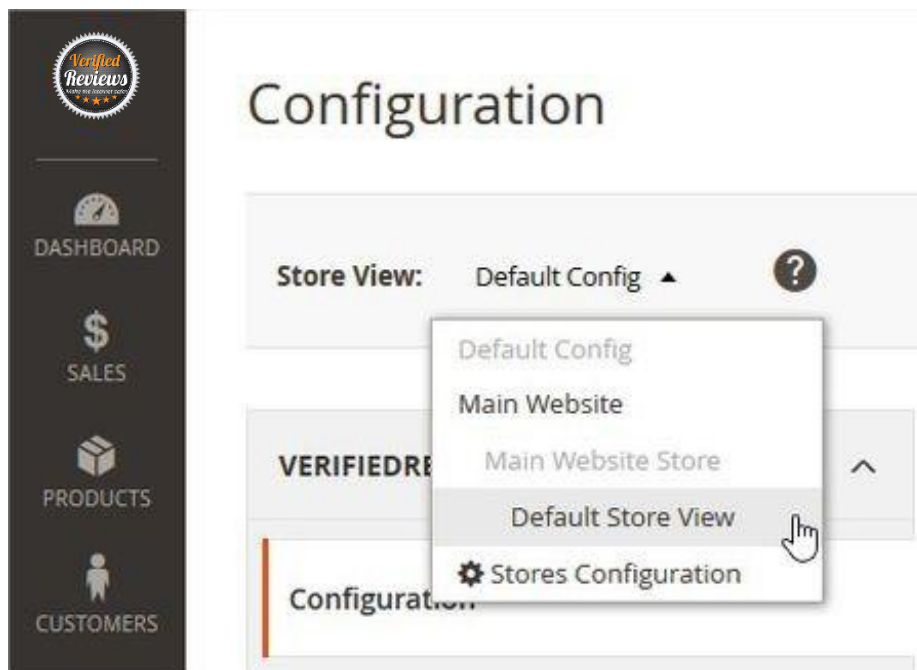 Verified
Reviews
Configuration
DASHBOARD
Store View: Default Config ?
SALES
Default Config
Main Website
VERIFIEDRE
Main Website Store
PRODUCTS
Default Store View
Stores Configuration
Configuration
CUSTOMERS